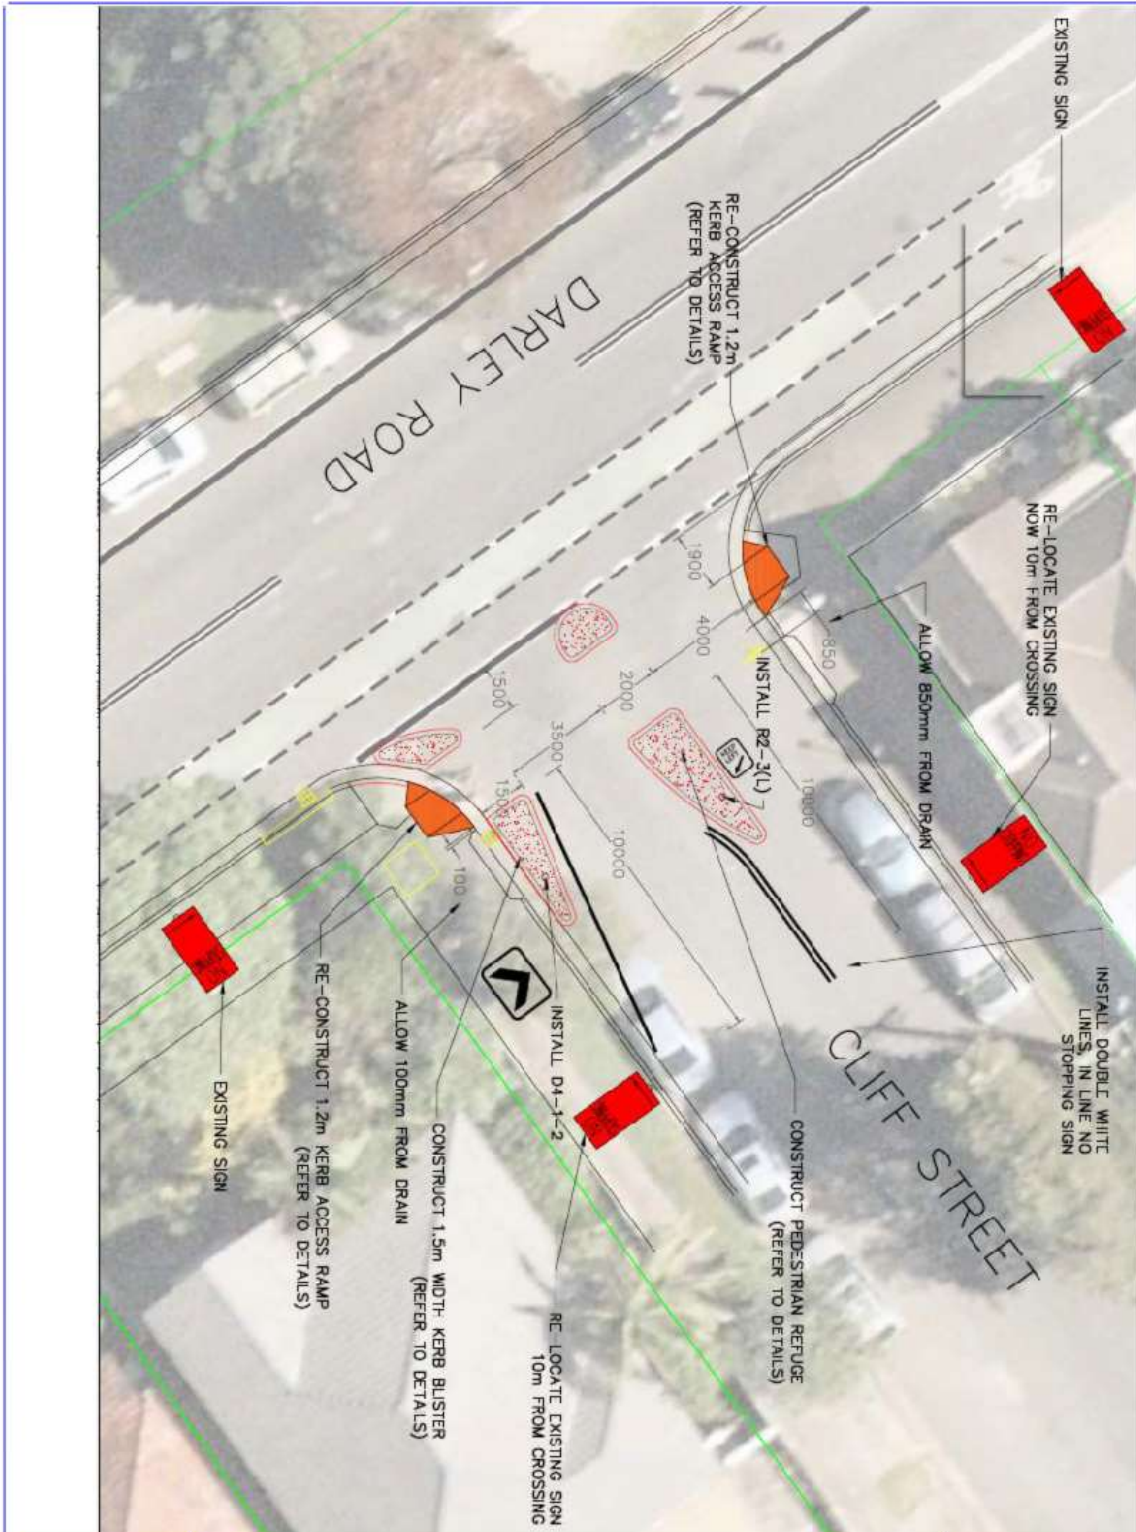 EXISTING SIGN
RE-CONSTRUCT 1.2m
KERB ACCESS RAMP
(REFER TO DETAILS)
DARLEY ROAD
RE-LOCATE EXISTING SIGN
NOW 10m FROM CROSSING
ALLOW 850mm FROM DRAIN
850
1900
4000
2000
INSTALL R2-3(L)
KEEP
LEFT
10000
1500
3500
1500
10000
100
INSTALL DOUBLE WHITE
LINES, IN LINE NO
STOPPING SIGN
CLIFF STREET
INSTALL D4-1-2
CONSTRUCT PEDESTRIAN REFUGE
(REFER TO DETAILS)
RE-LOCATE EXISTING SIGN
10m FROM CROSSING
CONSTRUCT 1.5m WIDTH KERB BLISTER
(REFER TO DETAILS)
ALLOW 100mm FROM DRAIN
RE-CONSTRUCT 1.2m KERB ACCESS RAMP
(REFER TO DETAILS)
EXISTING SIGN